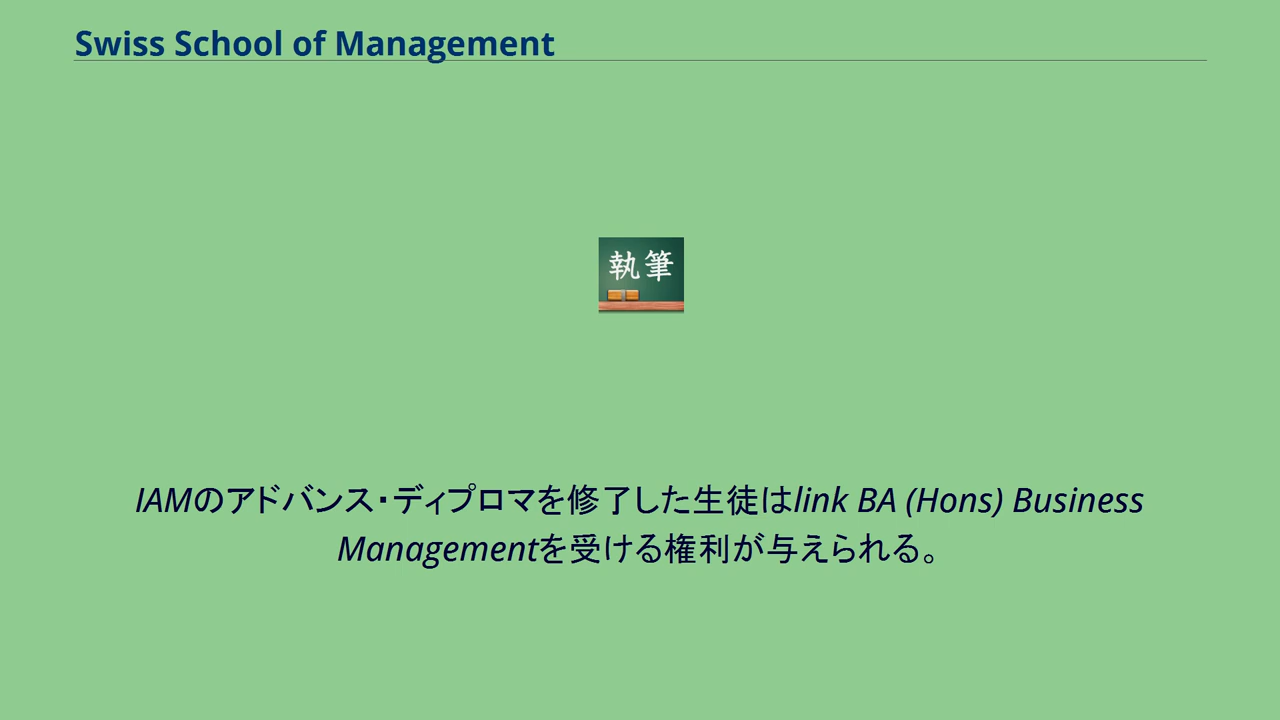 Swiss School of Management
執筆
IAMのアドバンス・ディプロマを修了した生徒はlink BA (Hons) Business
Managementを受ける権利が与えられる。